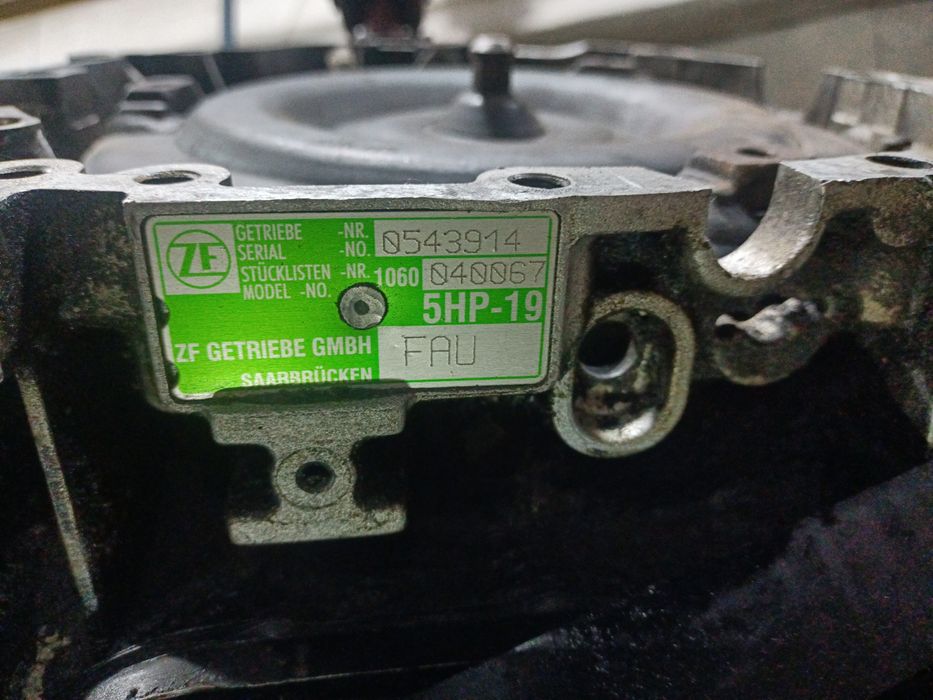 ZF
GETRIEBE -NR. 0543914
SERIAL -NO.
STÜCKLISTEN -NR. 1060 040067
MODEL -NO.
5HP-19
ZF GETRIEBE GMBH FAU
SAARBRÜCKEN